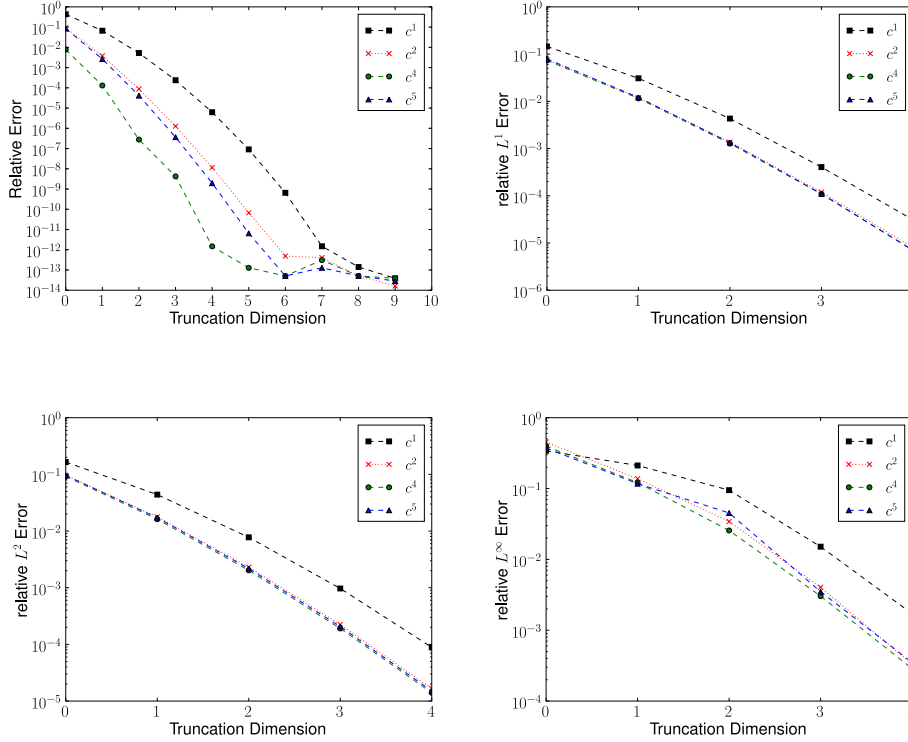 10^0
10^-1
10^-2
10^-3
10^-4
10^-5
10^-6
10^-7
10^-8
10^-9
10^-10
10^-11
10^-12
10^-13
10^-14
Relative Error
0 1 2 3 4 5 6 7 8 9 10
Truncation Dimension
c^1
c^2
c^4
c^5
10^0
10^-1
10^-2
10^-3
10^-4
10^-5
10^-6
relative L^1 Error
0 1 2 3
Truncation Dimension
c^1
c^2
c^4
c^5
10^0
10^-1
10^-2
10^-3
10^-4
10^-5
relative L^2 Error
0 1 2 3 4
Truncation Dimension
c^1
c^2
c^4
c^5
10^0
10^-1
10^-2
10^-3
10^-4
relative L^∞ Error
0 1 2 3
Truncation Dimension
c^1
c^2
c^4
c^5